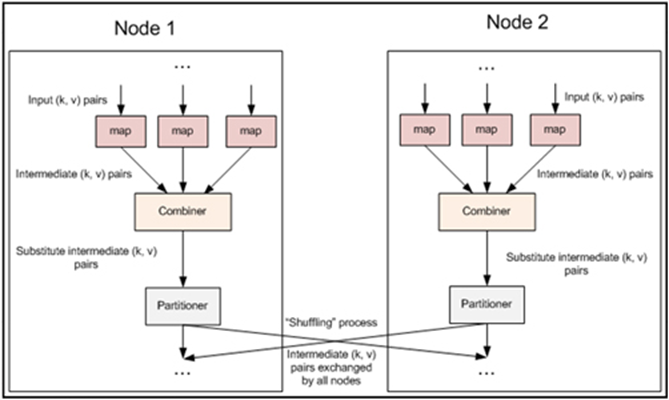 Node 1
Node 2
...
...
Input (k, v) pairs
Input (k, v) pairs
map
map
map
map
map
map
Intermediate (k, v) pairs
Intermediate (k, v) pairs
Combiner
Combiner
Substitute intermediate (k, v)
pairs
Substitute intermediate (k, v)
pairs
Partitioner
Partitioner
“Shuffling” process
Intermediate (k, v)
pairs exchanged
by all nodes
...
...